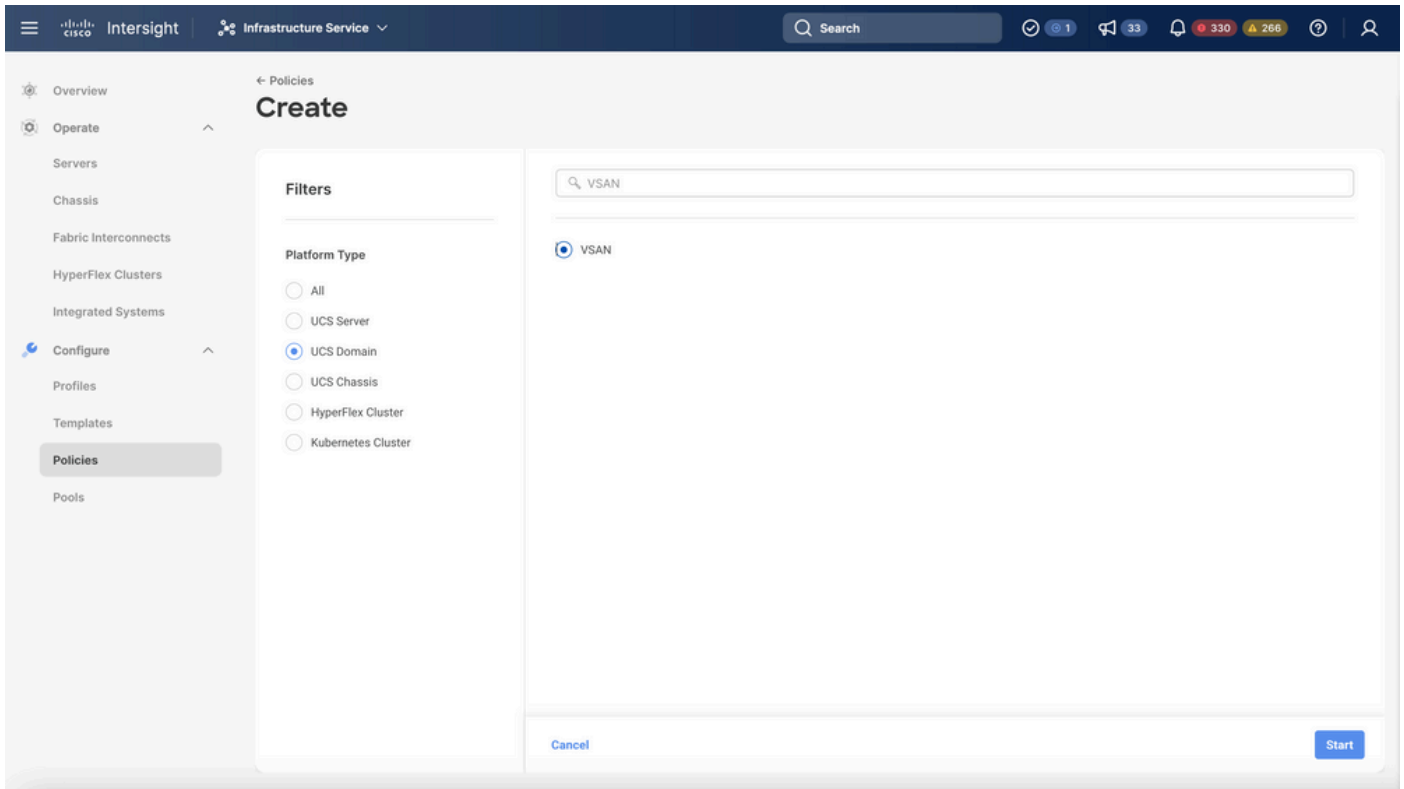 CISCO Intersight Infrastructure Service Search 1 33 330 266
Overview
Operate
Servers
Chassis
Fabric Interconnects
HyperFlex Clusters
Integrated Systems
Configure
Profiles
Templates
Policies
Pools
← Policies
Create
Filters
Platform Type
All
UCS Server
UCS Domain
UCS Chassis
HyperFlex Cluster
Kubernetes Cluster
VSAN
VSAN
Cancel Start